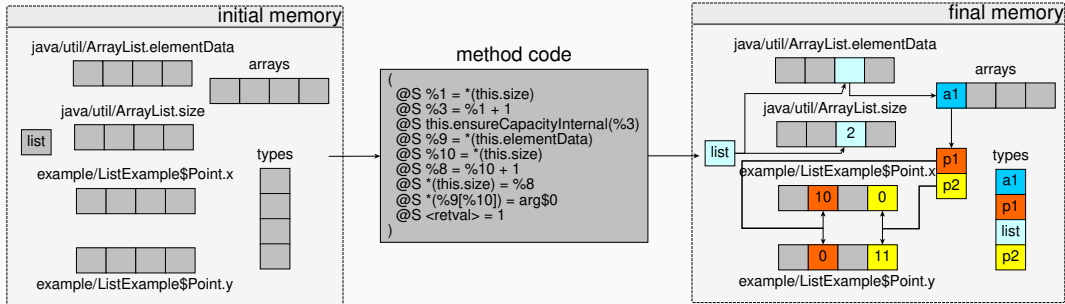 initial memory
java/util/ArrayList.elementData
arrays
java/util/ArrayList.size
list
types
example/ListExample$Point.x
example/ListExample$Point.y
method code
(
@S %1 = *(this.size)
@S %3 = %1 + 1
@S this.ensureCapacityInternal(%3)
@S %9 = *(this.elementData)
@S %10 = *(this.size)
@S %8 = %10 + 1
@S *(this.size) = %8
@S *(%9[%10]) = arg$0
@S <retval> = 1
)
final memory
java/util/ArrayList.elementData
arrays
a1
java/util/ArrayList.size
2
list
p1
p2
types
a1
p1
list
p2
example/ListExample$Point.x
10 0
0 11
example/ListExample$Point.y